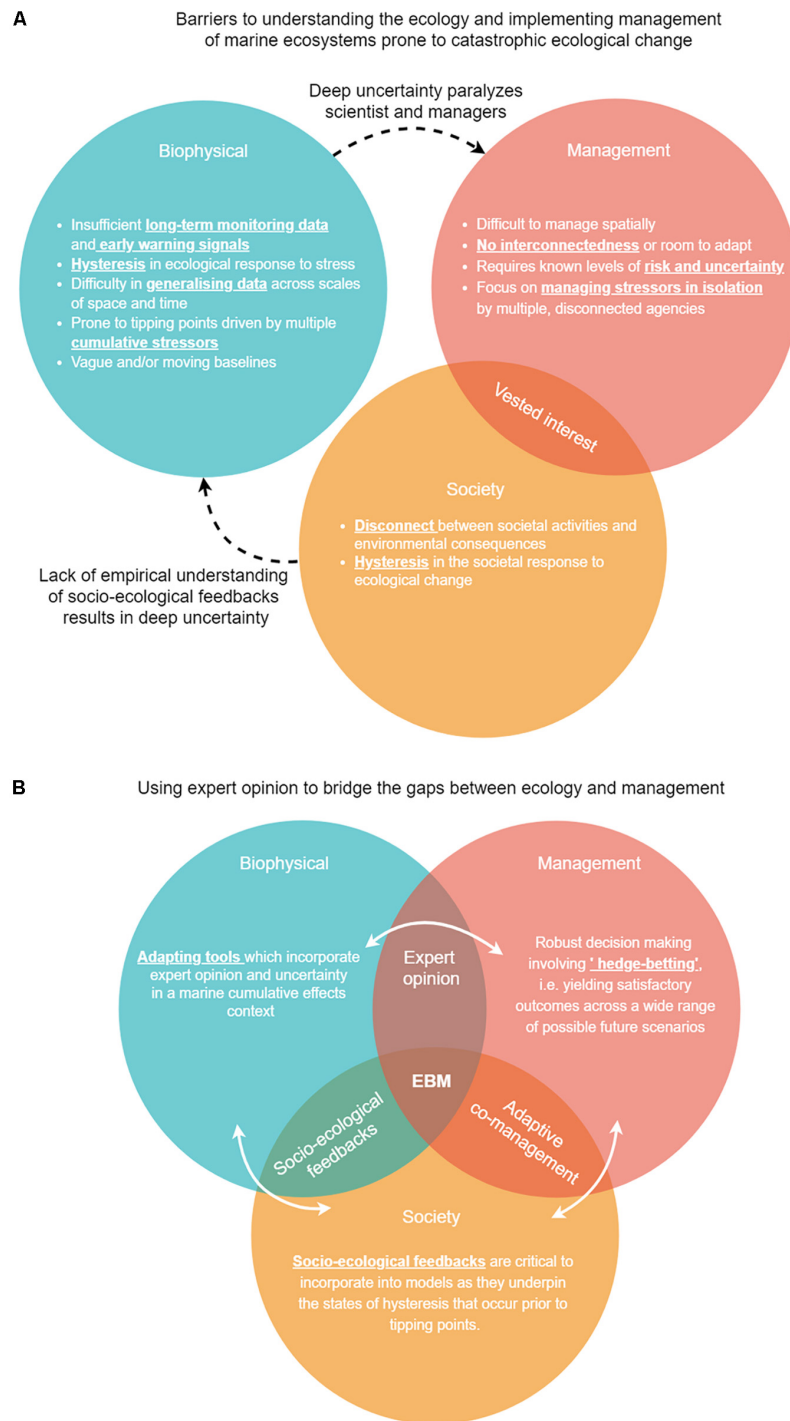 A
Barriers to understanding the ecology and implementing management
of marine ecosystems prone to catastrophic ecological change
Deep uncertainty paralyzes
scientist and managers
Biophysical
• Insufficient long-term monitoring data
and early warning signals
• Hysteresis in ecological response to stress
• Difficulty in generalising data across scales
of space and time
• Prone to tipping points driven by multiple
cumulative stressors
• Vague and/or moving baselines
Management
• Difficult to manage spatially
• No interconnectedness or room to adapt
• Requires known levels of risk and uncertainty
• Focus on managing stressors in isolation
by multiple, disconnected agencies
Vested interest
Society
• Disconnect between societal activities and
environmental consequences
• Hysteresis in the societal response to
ecological change
Lack of empirical understanding
of socio-ecological feedbacks
results in deep uncertainty
B
Using expert opinion to bridge the gaps between ecology and management
Biophysical
Adapting tools which incorporate
expert opinion and uncertainty
in a marine cumulative effects
context
Expert
opinion
Management
Robust decision making
involving ' hedge-betting',
i.e. yielding satisfactory
outcomes across a wide range
of possible future scenarios
EBM
Socio-ecological
feedbacks
Adaptive
co-management
Society
Socio-ecological feedbacks are critical to
incorporate into models as they underpin
the states of hysteresis that occur prior to
tipping points.